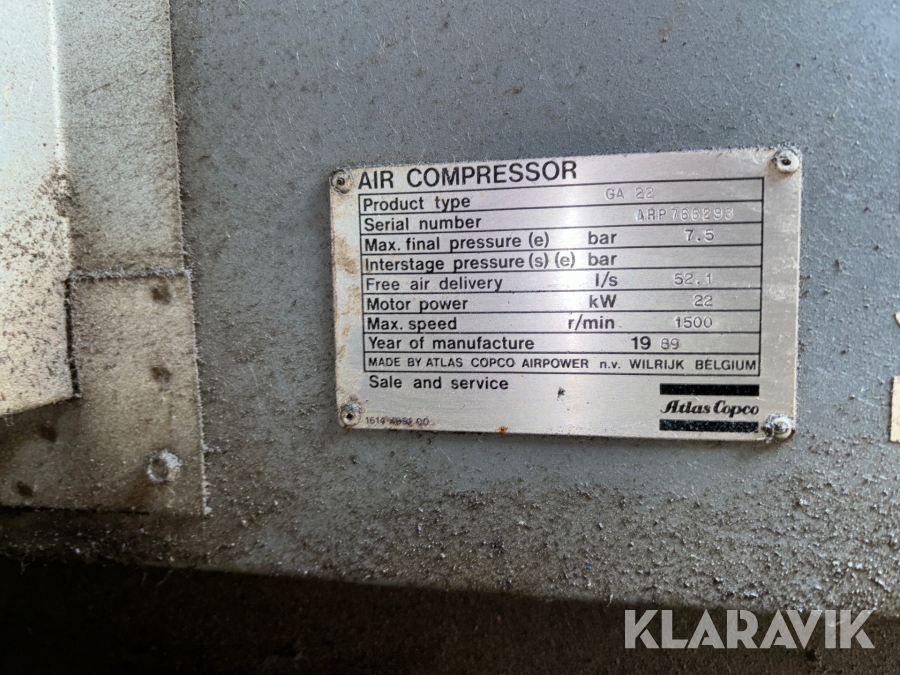 AIR COMPRESSOR
Product type GA 22
Serial number ARP766293
Max. final pressure (e) bar 7.5
Interstage pressure(s) (e) bar
Free air delivery l/s 52.1
Motor power kW 22
Max. speed r/min 1500
Year of manufacture 19 89
MADE BY ATLAS COPCO AIRPOWER n.v. WILRIJK BELGIUM
Sale and service
Atlas Copco
KLARAVIK